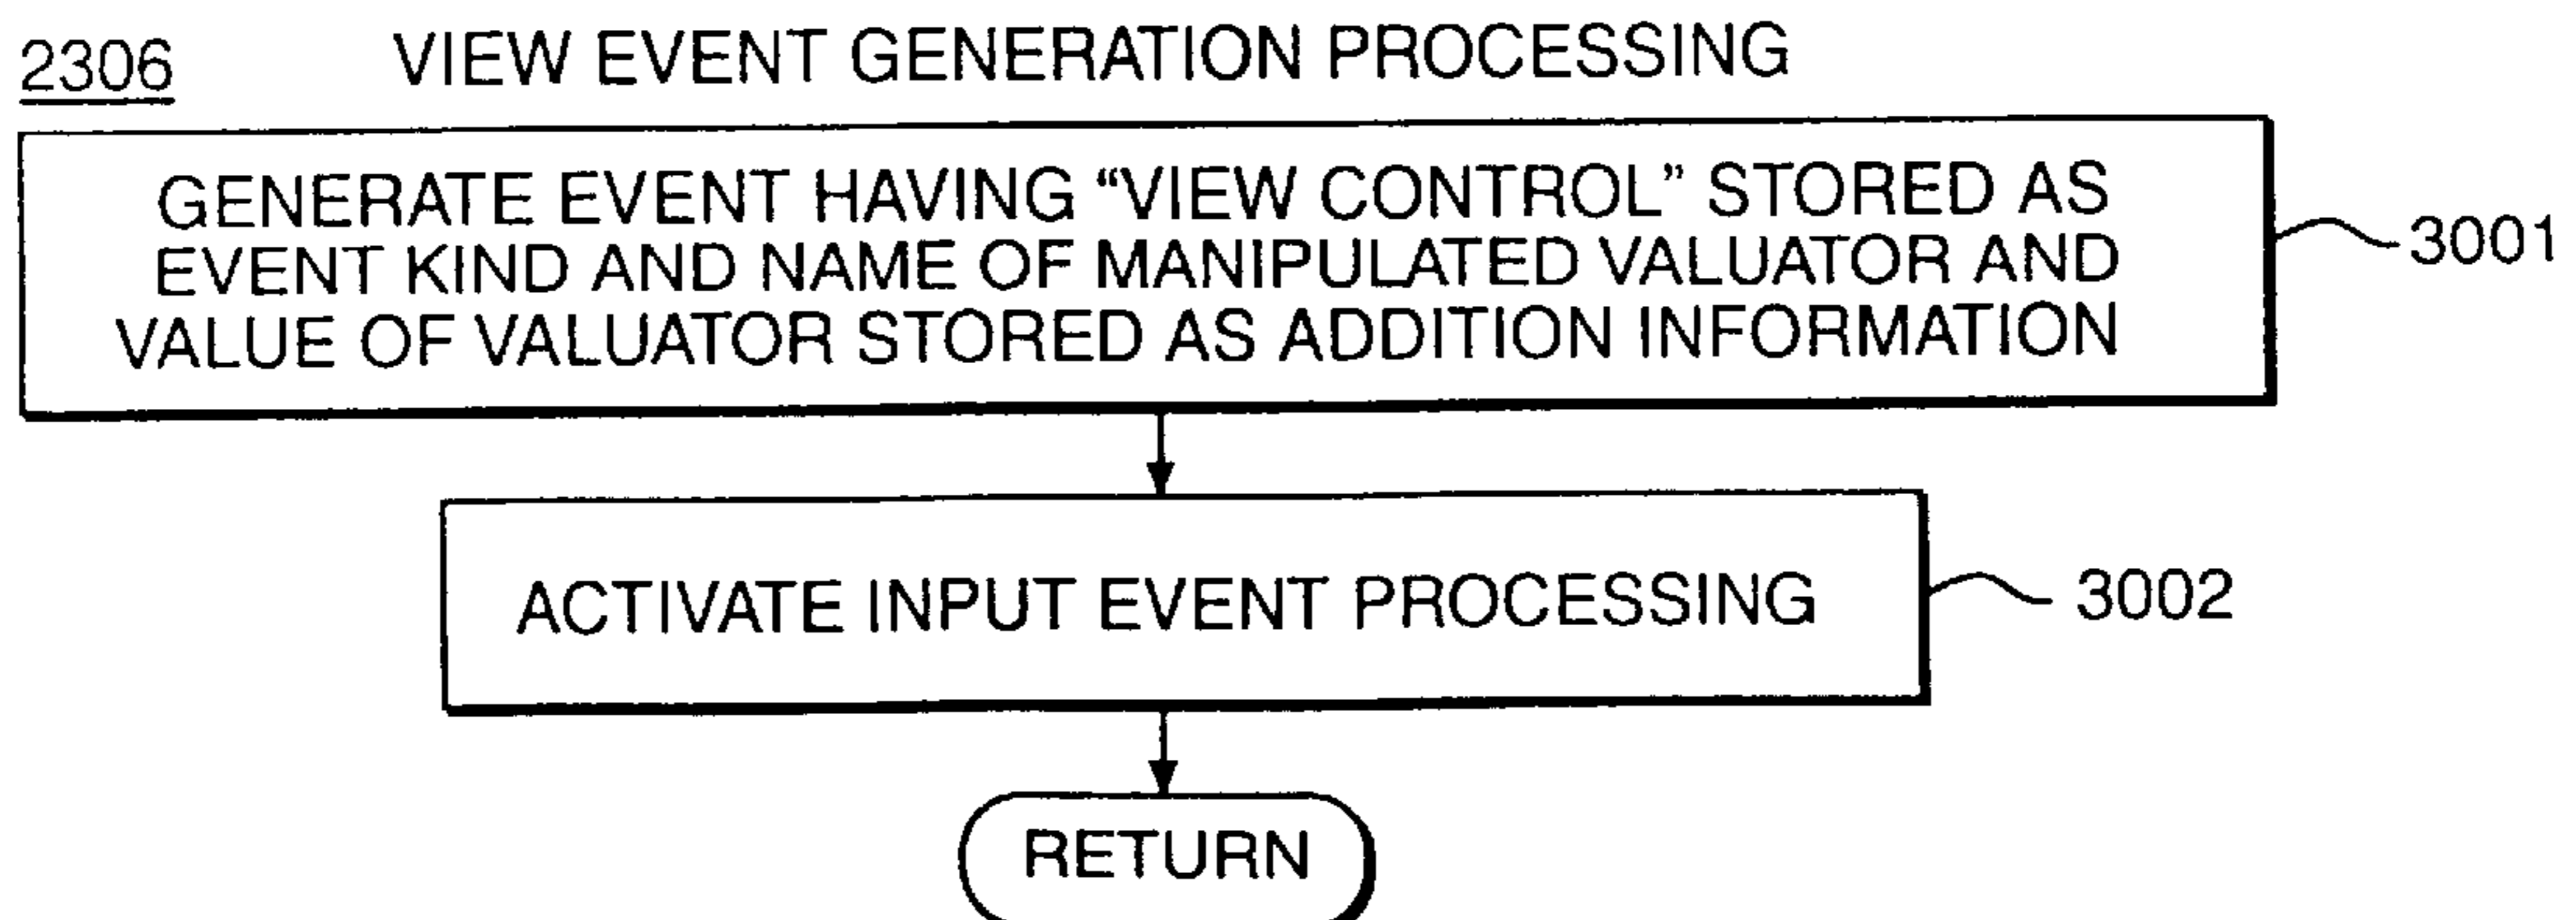 2306 VIEW EVENT GENERATION PROCESSING
GENERATE EVENT HAVING “VIEW CONTROL” STORED AS
EVENT KIND AND NAME OF MANIPULATED VALUATOR AND
VALUE OF VALUATOR STORED AS ADDITION INFORMATION
3001
ACTIVATE INPUT EVENT PROCESSING
3002
RETURN